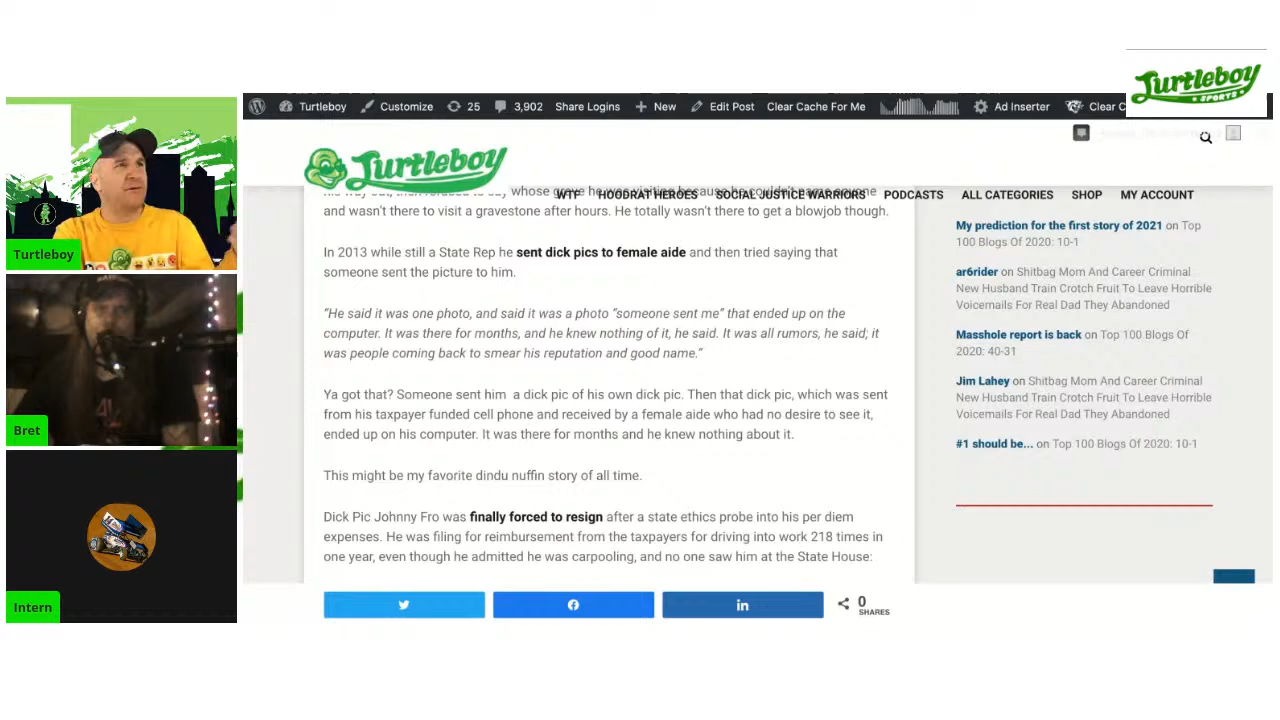 Turtleboy
SPORTS
Turtleboy Customize 25 3,902 Share Logins New Edit Post Clear Cache For Me Ad Inserter Clear C
Turtleboy
WTF HOODRAT HEROES SOCIAL JUSTICE WARRIORS PODCASTS ALL CATEGORIES SHOP MY ACCOUNT
whose grave he was visiting because he couldn't name anyone
and wasn't there to visit a gravestone after hours. He totally wasn't there to get a blowjob though.
In 2013 while still a State Rep he sent dick pics to female aide and then tried saying that
someone sent the picture to him.
“He said it was one photo, and said it was a photo “someone sent me” that ended up on the
computer. It was there for months, and he knew nothing of it, he said. It was all rumors, he said; it
was people coming back to smear his reputation and good name.”
Ya got that? Someone sent him a dick pic of his own dick pic. Then that dick pic, which was sent
from his taxpayer funded cell phone and received by a female aide who had no desire to see it,
ended up on his computer. It was there for months and he knew nothing about it.
This might be my favorite dindu nuffin story of all time.
Dick Pic Johnny Fro was finally forced to resign after a state ethics probe into his per diem
expenses. He was filing for reimbursement from the taxpayers for driving into work 218 times in
one year, even though he admitted he was carpooling, and no one saw him at the State House:
0
SHARES
My prediction for the first story of 2021 on Top
100 Blogs Of 2020: 10-1
ar6rider on Shitbag Mom And Career Criminal
New Husband Train Crotch Fruit To Leave Horrible
Voicemails For Real Dad They Abandoned
Masshole report is back on Top 100 Blogs Of
2020: 40-31
Jim Lahey on Shitbag Mom And Career Criminal
New Husband Train Crotch Fruit To Leave Horrible
Voicemails For Real Dad They Abandoned
#1 should be... on Top 100 Blogs Of 2020: 10-1
Turtleboy
Bret
Intern